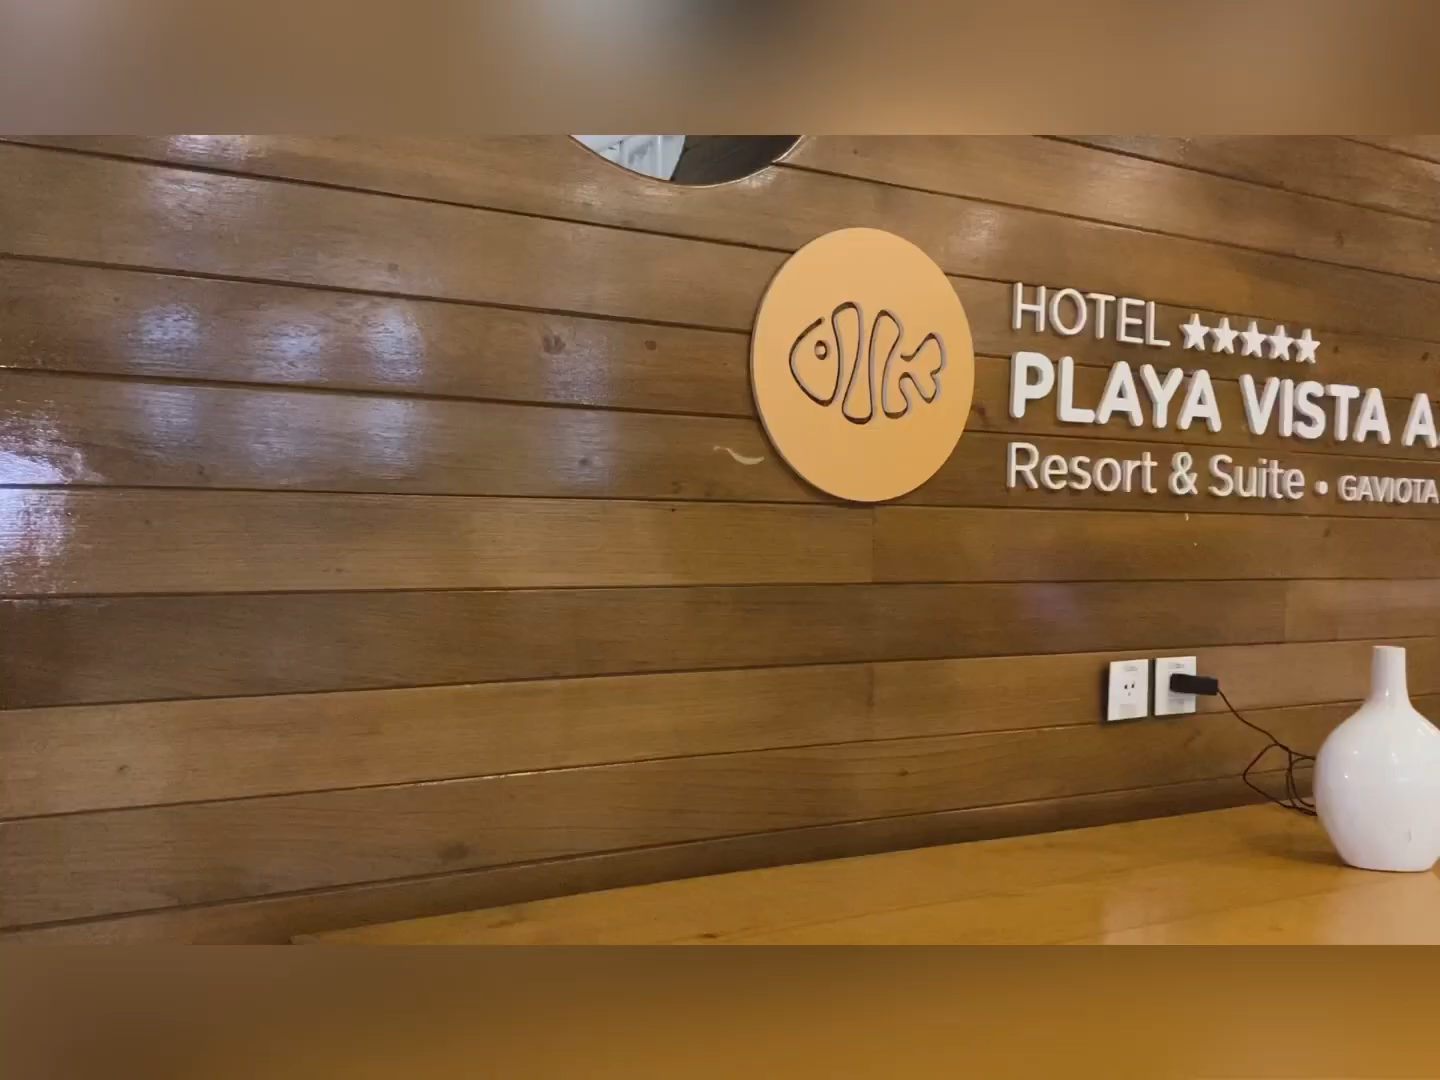 HOTEL ★★★★★
PLAYA VISTA A
Resort & Suite • GAVIOTA